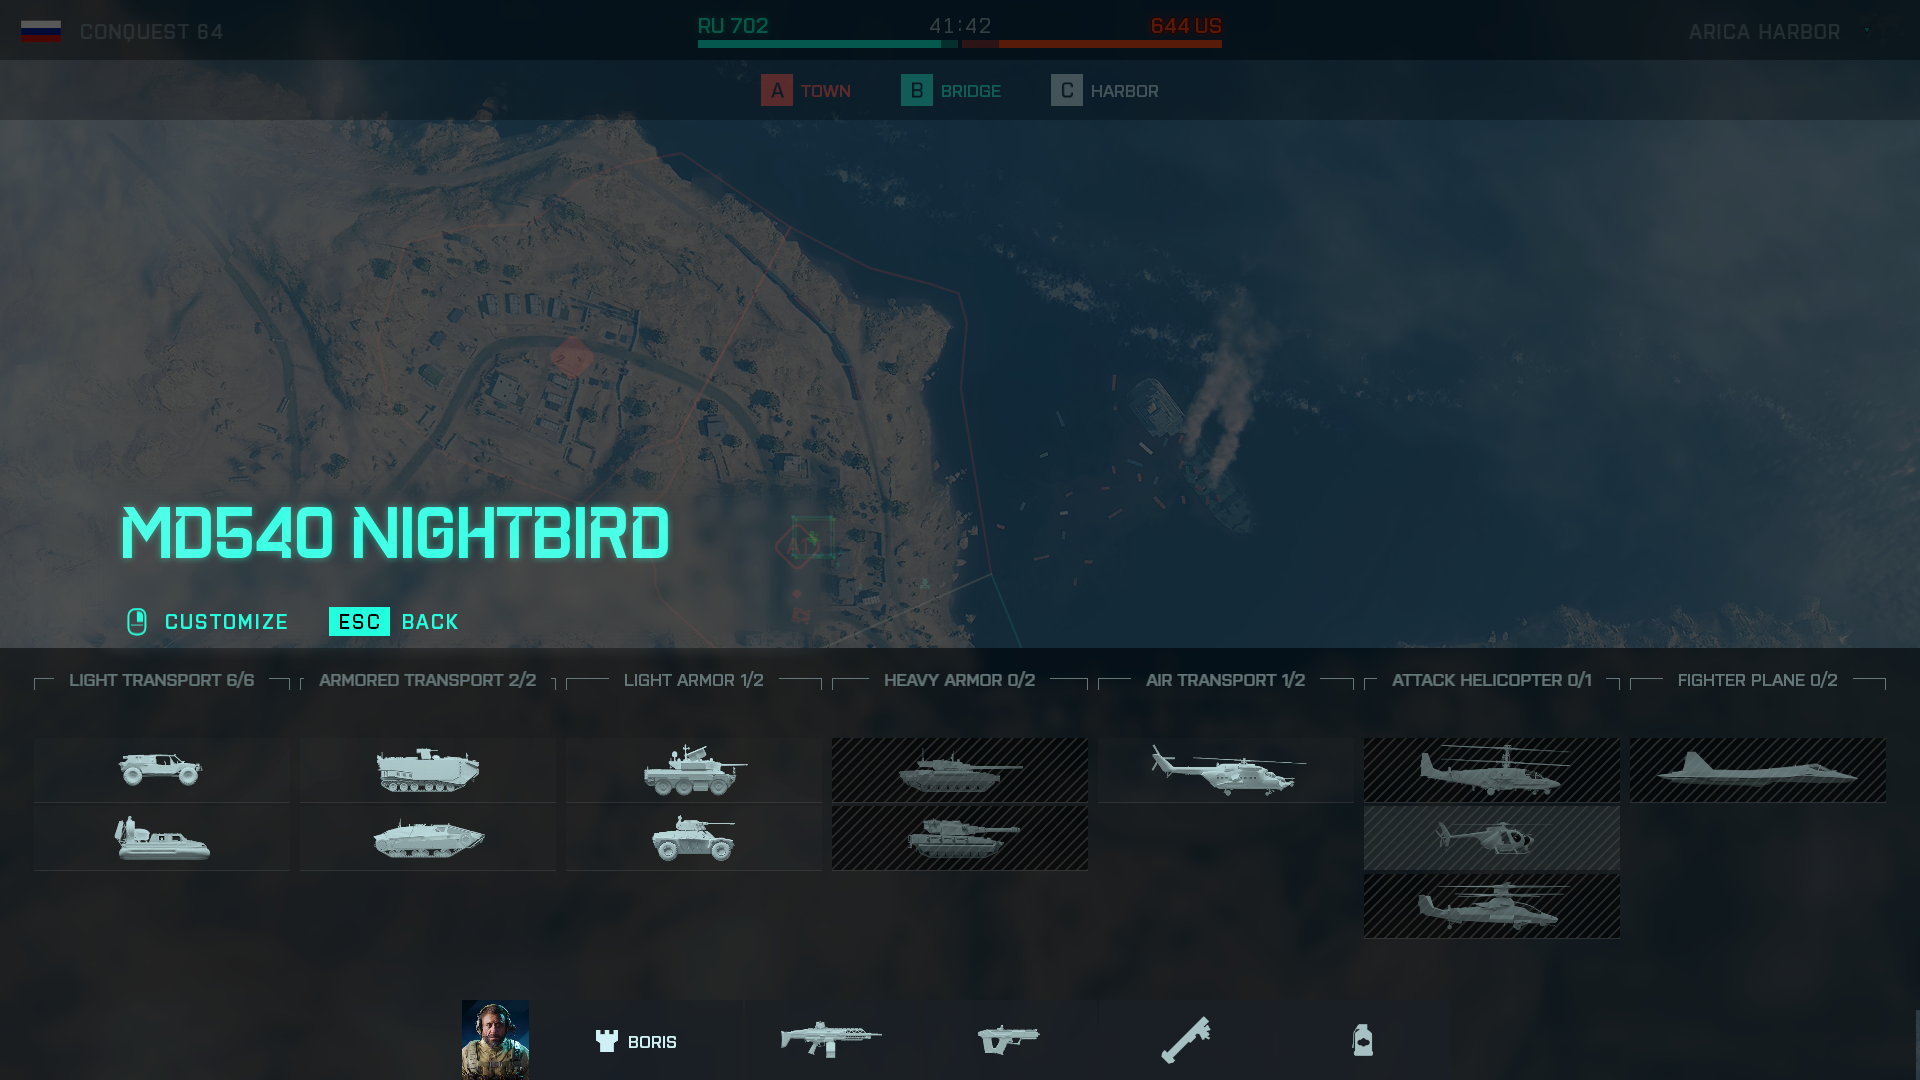 CONQUEST 64
RU 702
41:42
644 US
ARICA HARBOR
A TOWN
B BRIDGE
C HARBOR
A1
MD540 NIGHTBIRD
CUSTOMIZE
ESC BACK
LIGHT TRANSPORT 6/6
ARMORED TRANSPORT 2/2
LIGHT ARMOR 1/2
HEAVY ARMOR 0/2
AIR TRANSPORT 1/2
ATTACK HELICOPTER 0/1
FIGHTER PLANE 0/2
BORIS